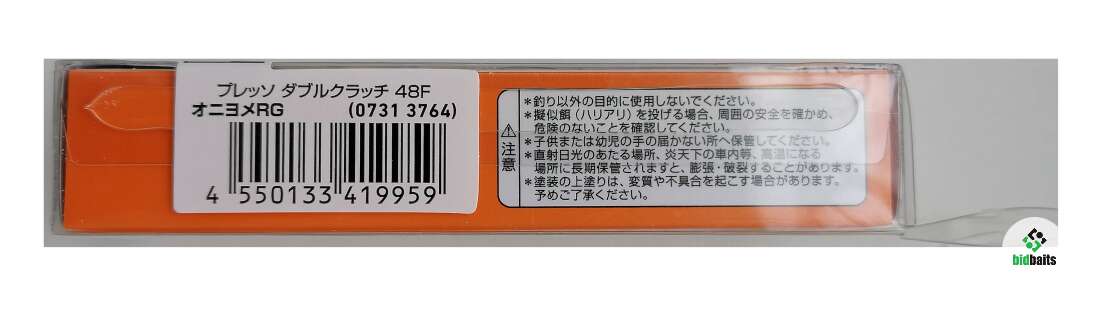 プレッソ ダブルクラッチ 48F
オニヨメRG (0731 3764)
4 550133 419959
注意
*釣り以外の目的に使用しないでください。
*擬似餌(ハリアリ)を投げる場合、周囲の安全を確かめ、
危険のないことを確認してください。
*子供または幼児の手の届かない所へ保管してください。
*直射日光のあたる場所、炎天下の車内等、高温になる
場所に長期保管されますと、膨張・破裂することがあります。
*塗装の上塗りは、変質や不具合を起こす場合があります。
予めご了承ください。
bidbaits